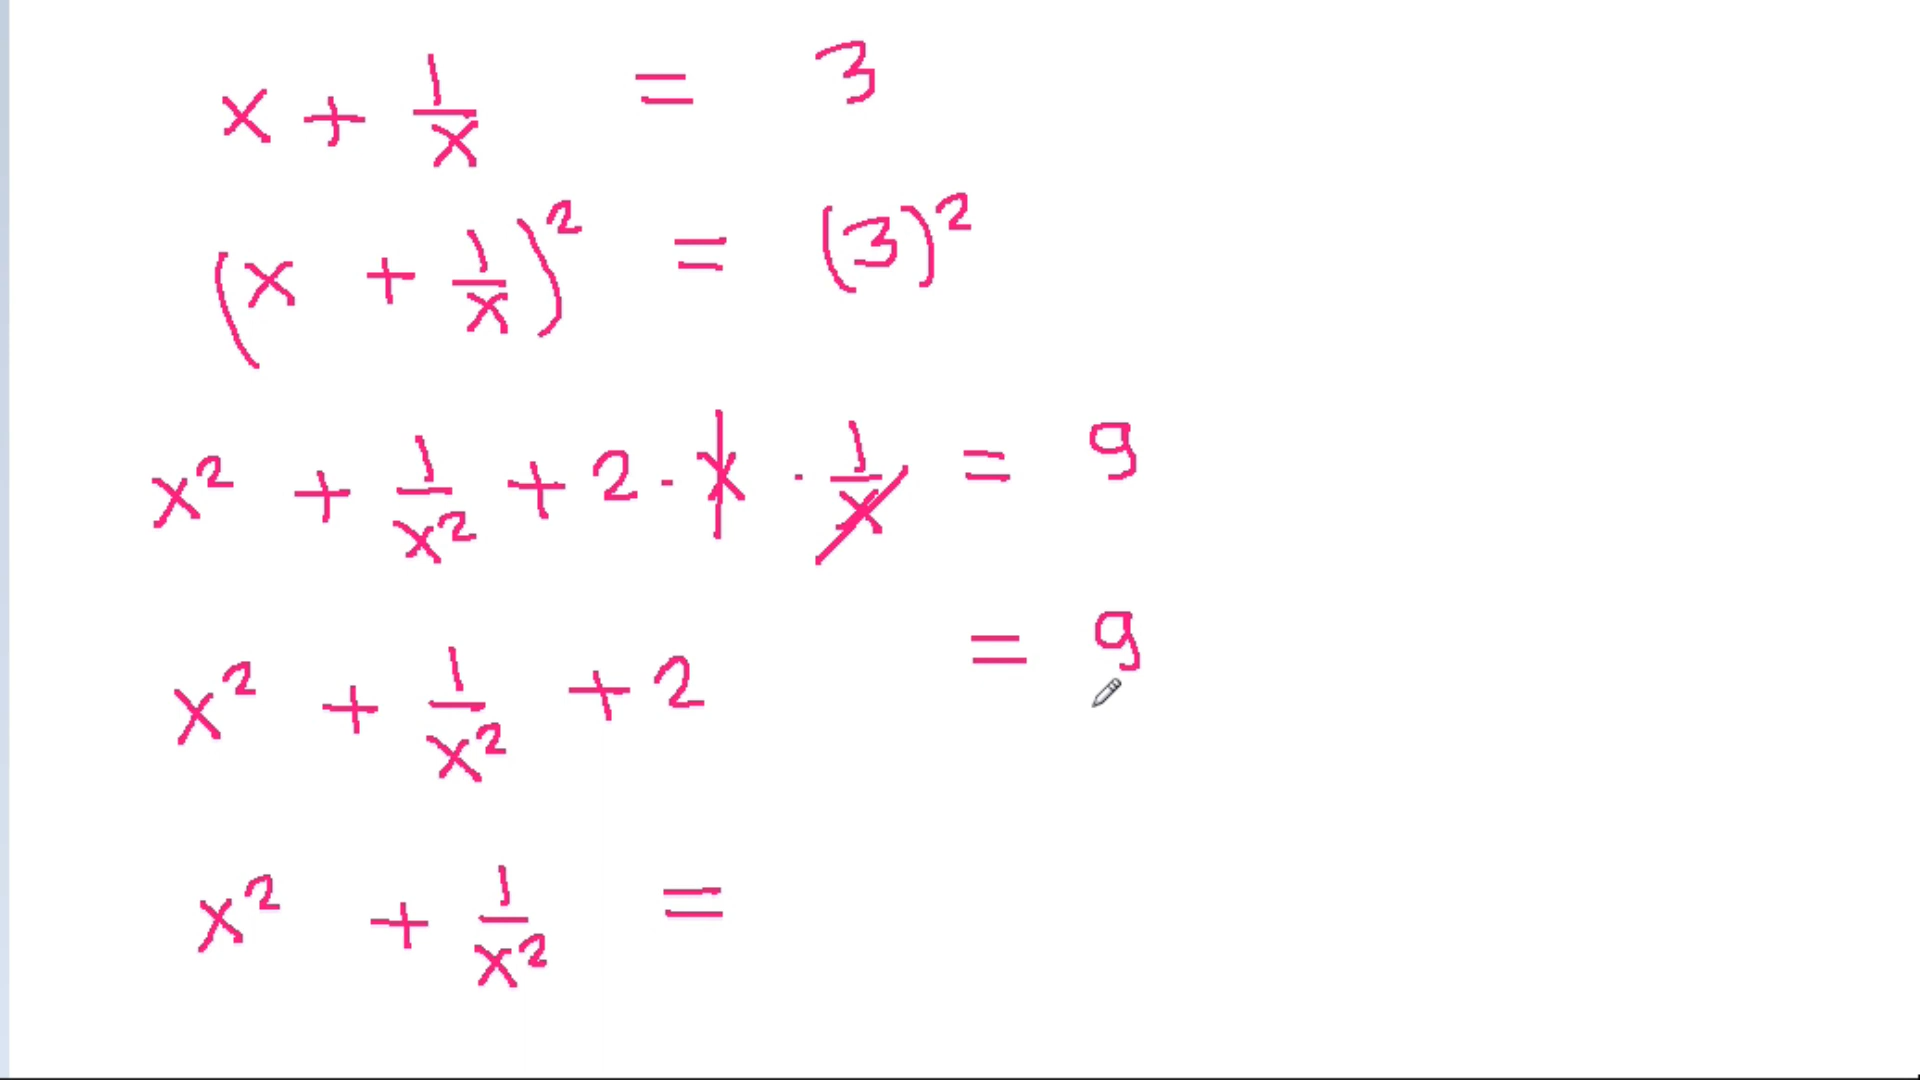 x + 1/x = 3
(x + 1/x)² = (3)²
x² + 1/x² + 2 · x · 1/x = 9
x² + 1/x² + 2 = 9
x² + 1/x² =